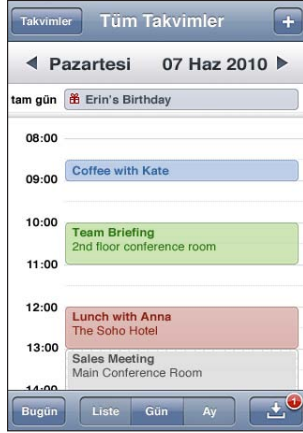 Takvimler
Tüm Takvimler
+
Pazartesi 07 Haz 2010
tam gün Erin's Birthday
08:00
Coffee with Kate
09:00
10:00
Team Briefing
2nd floor conference room
11:00
12:00
Lunch with Anna
The Soho Hotel
13:00
Sales Meeting
Main Conference Room
14:00
Bugün Liste Gün Ay 1